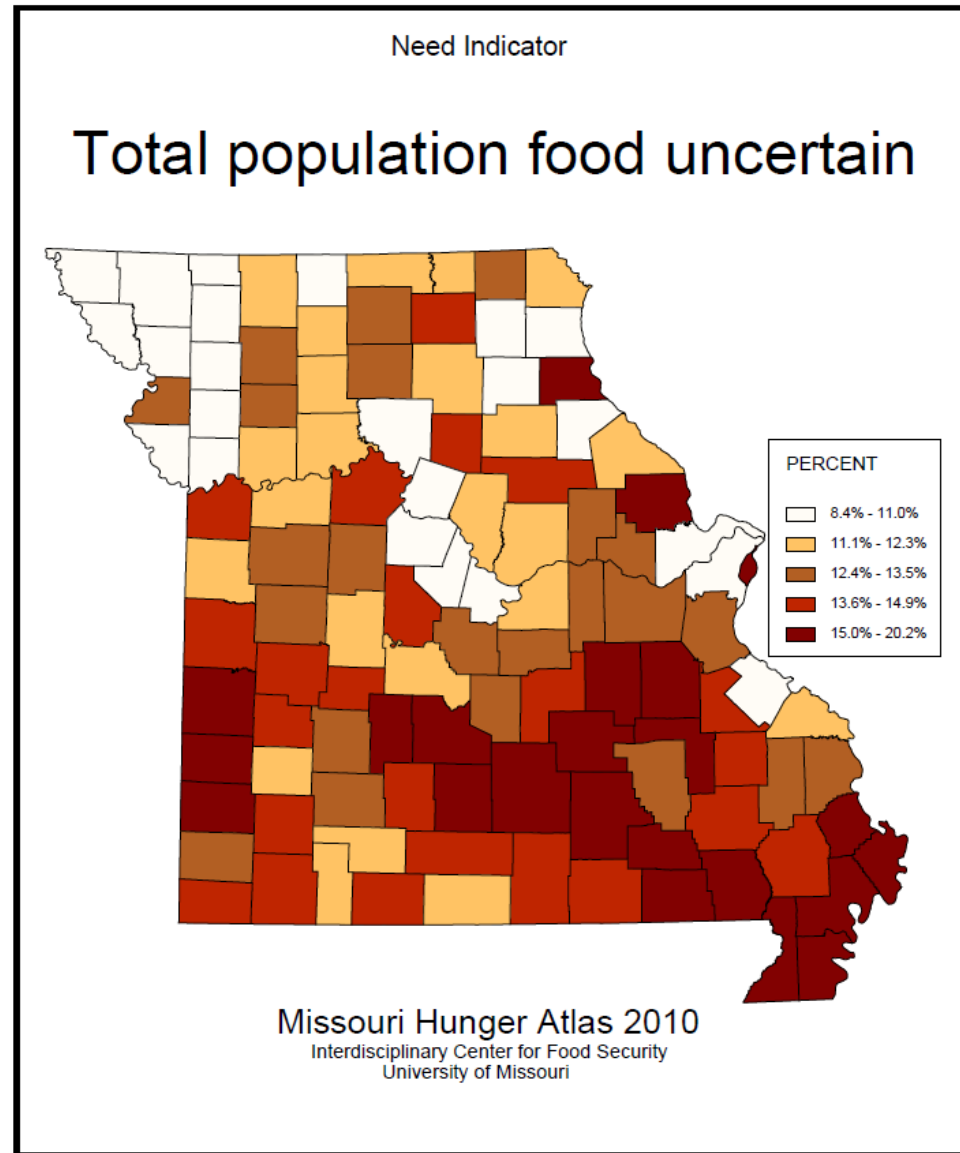 Need Indicator
Total population food uncertain
PERCENT
8.4% - 11.0%
11.1% - 12.3%
12.4% - 13.5%
13.6% - 14.9%
15.0% - 20.2%
Missouri Hunger Atlas 2010
Interdisciplinary Center for Food Security
University of Missouri